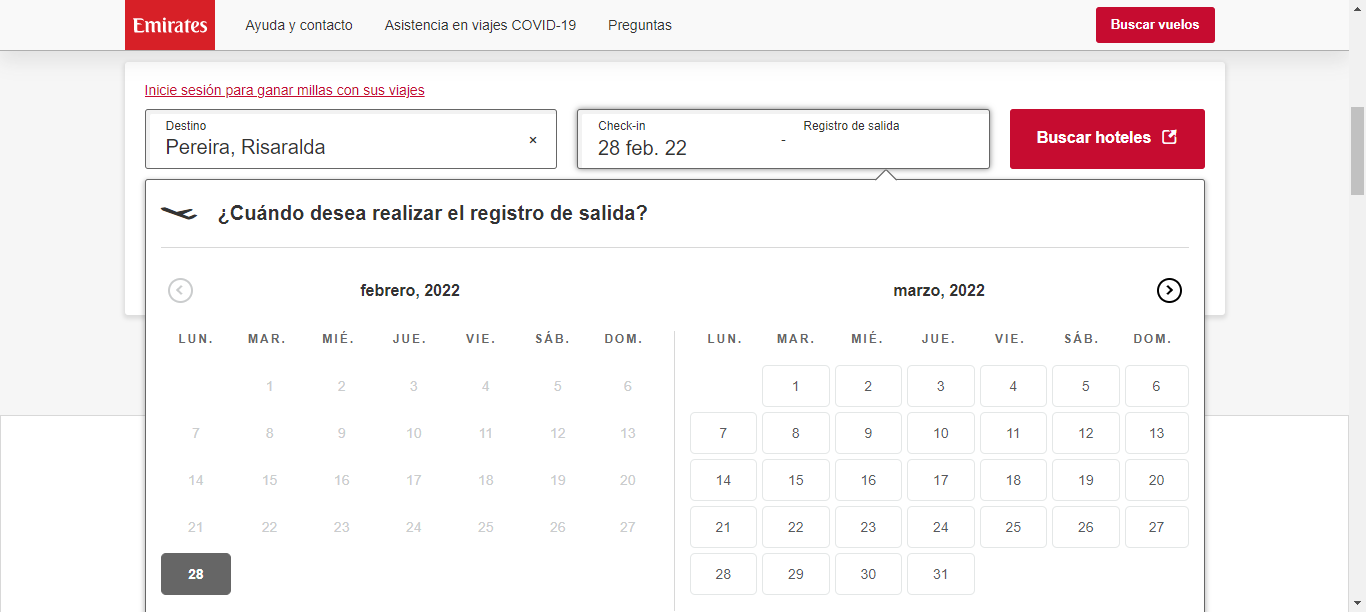 Emirates Ayuda y contacto Asistencia en viajes COVID-19 Preguntas Buscar vuelos
Inicie sesión para ganar millas con sus viajes
Destino
Pereira, Risaralda ×
Check-in Registro de salida
28 feb. 22 -
Buscar hoteles
¿Cuándo desea realizar el registro de salida?
febrero, 2022
LUN. MAR. MIÉ. JUE. VIE. SÁB. DOM.
1 2 3 4 5 6
7 8 9 10 11 12 13
14 15 16 17 18 19 20
21 22 23 24 25 26 27
28
marzo, 2022
LUN. MAR. MIÉ. JUE. VIE. SÁB. DOM.
1 2 3 4 5 6
7 8 9 10 11 12 13
14 15 16 17 18 19 20
21 22 23 24 25 26 27
28 29 30 31